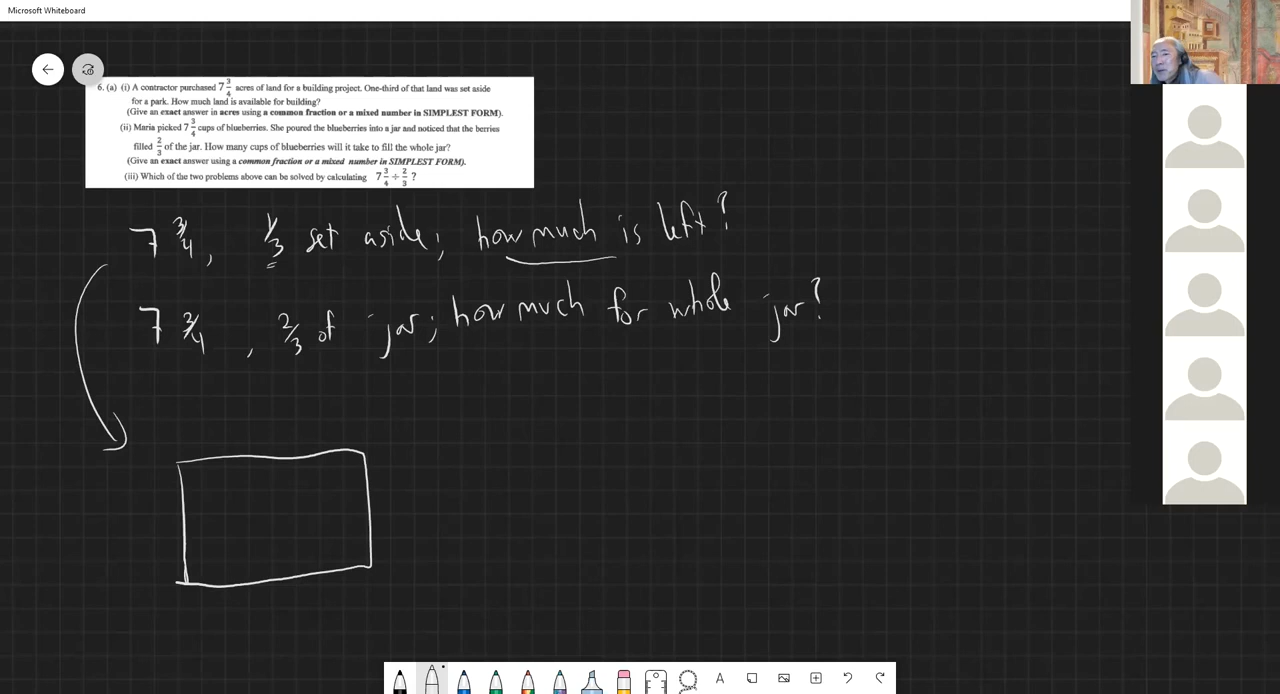 Microsoft Whiteboard
6. (a) (i) A contractor purchased 7 3/4 acres of land for a building project. One-third of that land was set aside
for a park. How much land is available for building?
(Give an exact answer in acres using a common fraction or a mixed number in SIMPLEST FORM).
(ii) Maria picked 7 3/4 cups of blueberries. She poured the blueberries into a jar and noticed that the berries
filled 2/3 of the jar. How many cups of blueberries will it take to fill the whole jar?
(Give an exact answer using a common fraction or a mixed number in SIMPLEST FORM).
(iii) Which of the two problems above can be solved by calculating 7 3/4 ÷ 2/3 ?
7 3/4, 1/3 set aside; how much is left?
7 3/4, 2/3 of jar; how much for whole jar?
A